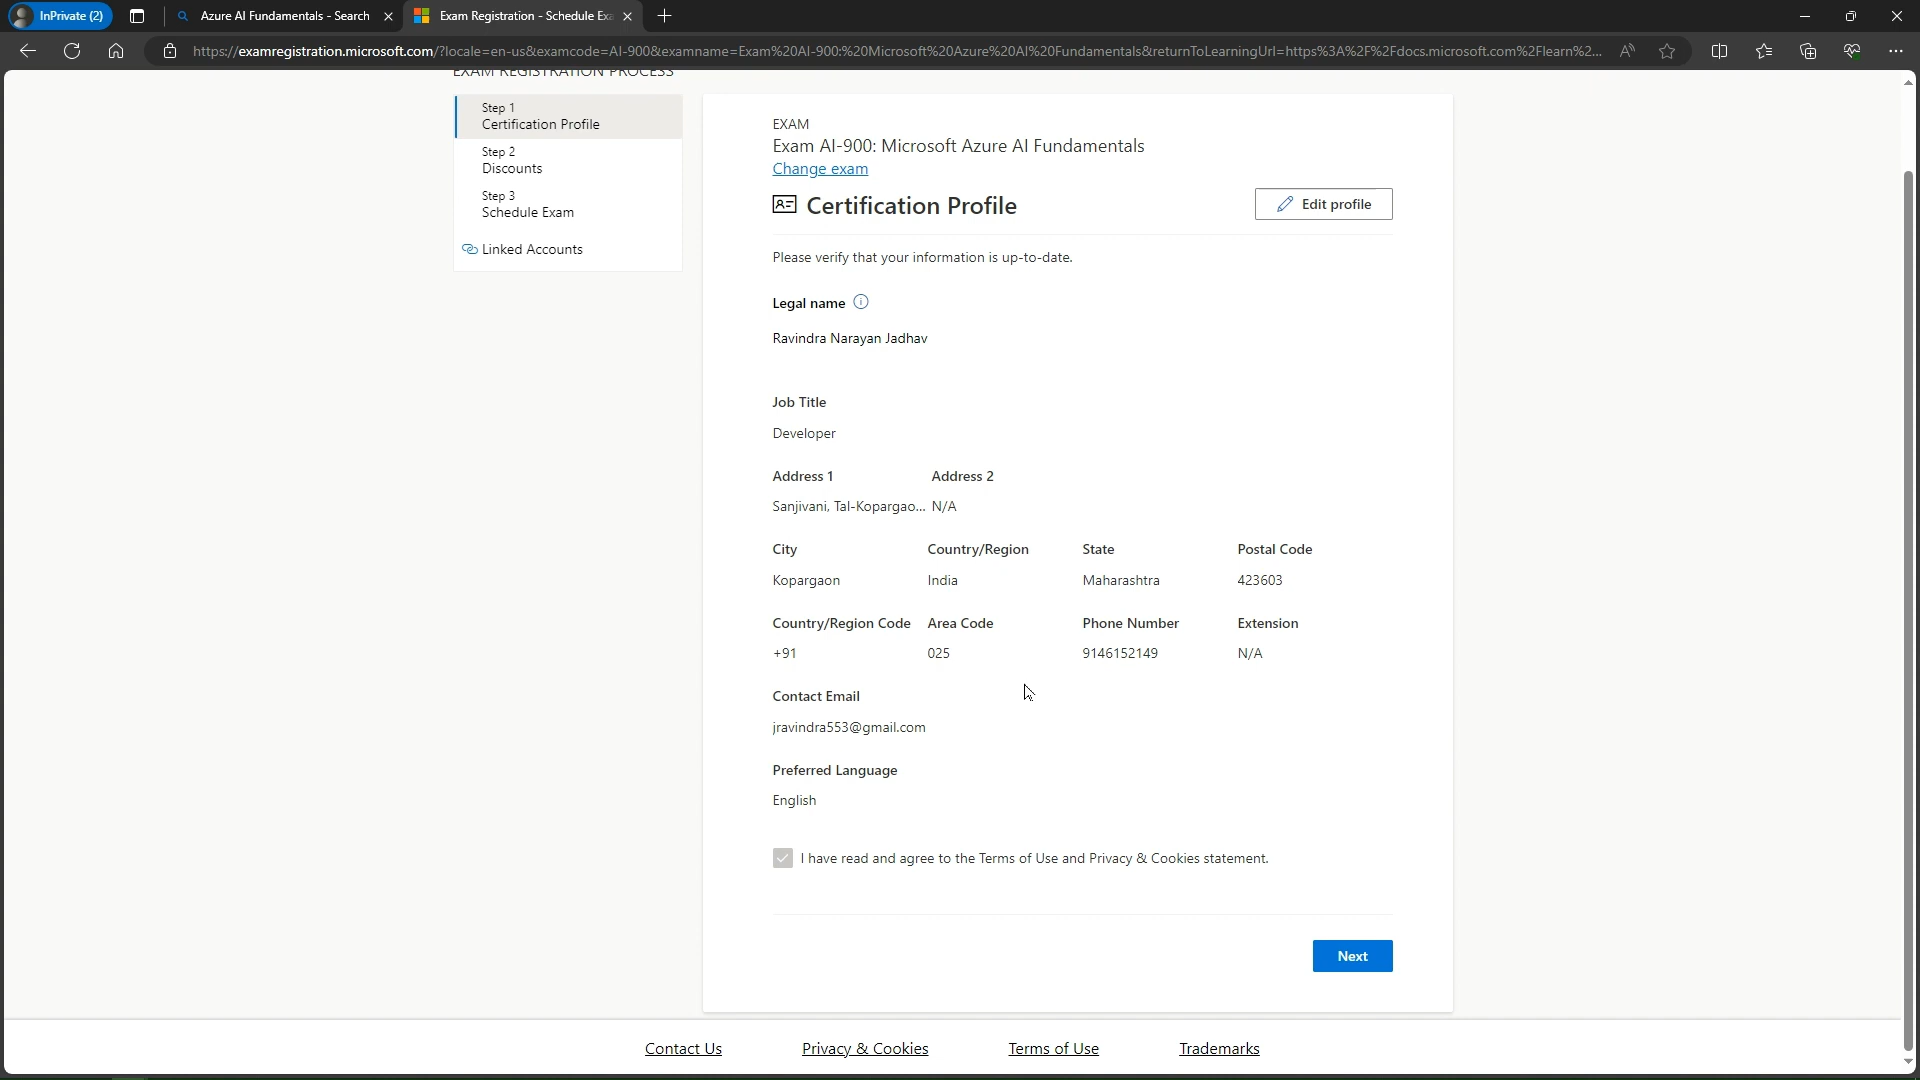 InPrivate (2)
Azure AI Fundamentals - Search
Exam Registration - Schedule Exa
https://examregistration.microsoft.com/?locale=en-us&examcode=AI-900&examname=Exam%20AI-900:%20Microsoft%20Azure%20AI%20Fundamentals&returnToLearningUrl=https%3A%2F%2Fdocs.microsoft.com%2Flearn%2...
EXAM REGISTRATION PROCESS
Step 1
Certification Profile
Step 2
Discounts
Step 3
Schedule Exam
Linked Accounts
EXAM
Exam AI-900: Microsoft Azure AI Fundamentals
Change exam
Certification Profile
Edit profile
Please verify that your information is up-to-date.
Legal name
Ravindra Narayan Jadhav
Job Title
Developer
Address 1 Address 2
Sanjivani, Tal-Kopargao... N/A
City Country/Region State Postal Code
Kopargaon India Maharashtra 423603
Country/Region Code Area Code Phone Number Extension
+91 025 9146152149 N/A
Contact Email
jravindra553@gmail.com
Preferred Language
English
I have read and agree to the Terms of Use and Privacy & Cookies statement.
Next
Contact Us Privacy & Cookies Terms of Use Trademarks